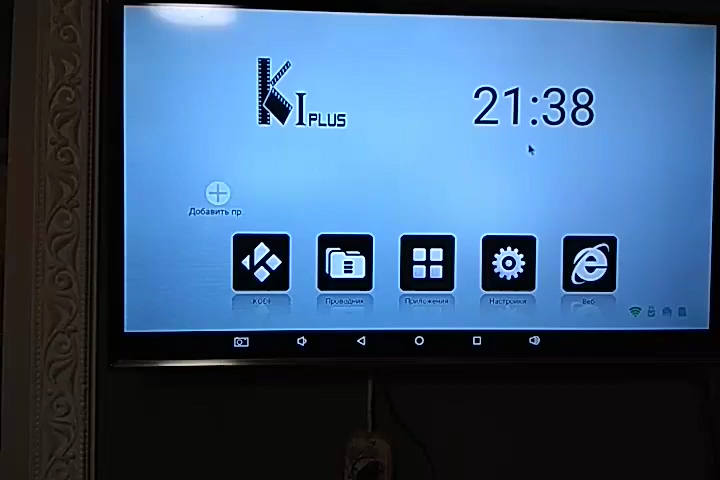 KI PLUS
21:38
Добавить пр
KODI
Проводник
Приложения
Настройки
Веб